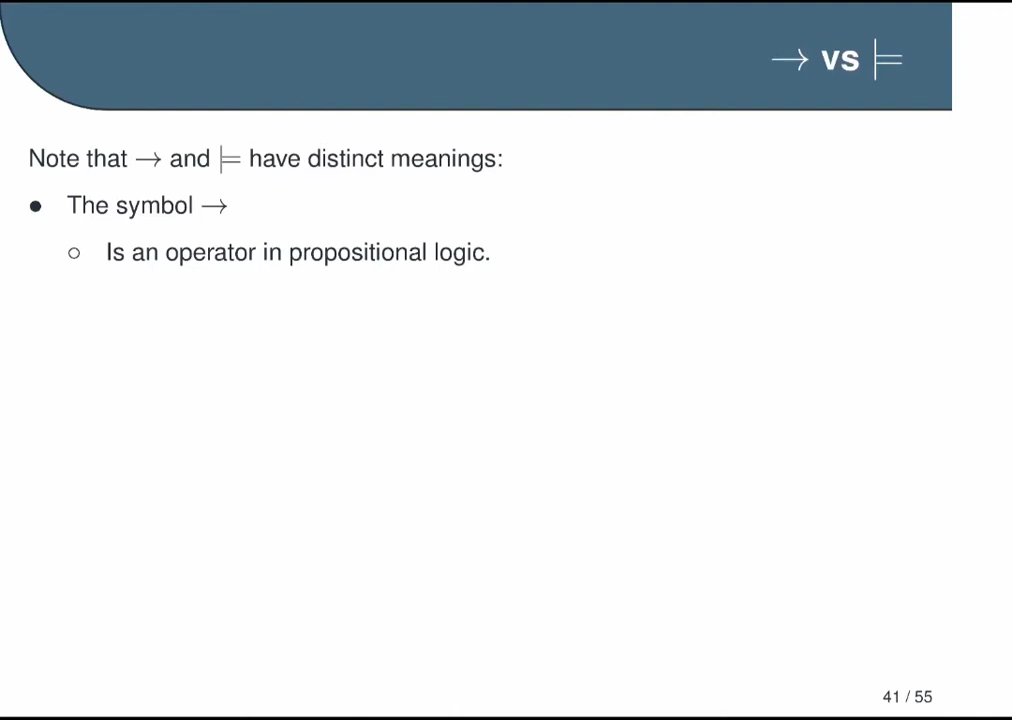 → vs ⊨
Note that → and ⊨ have distinct meanings:
● The symbol →
○ Is an operator in propositional logic.
41 / 55